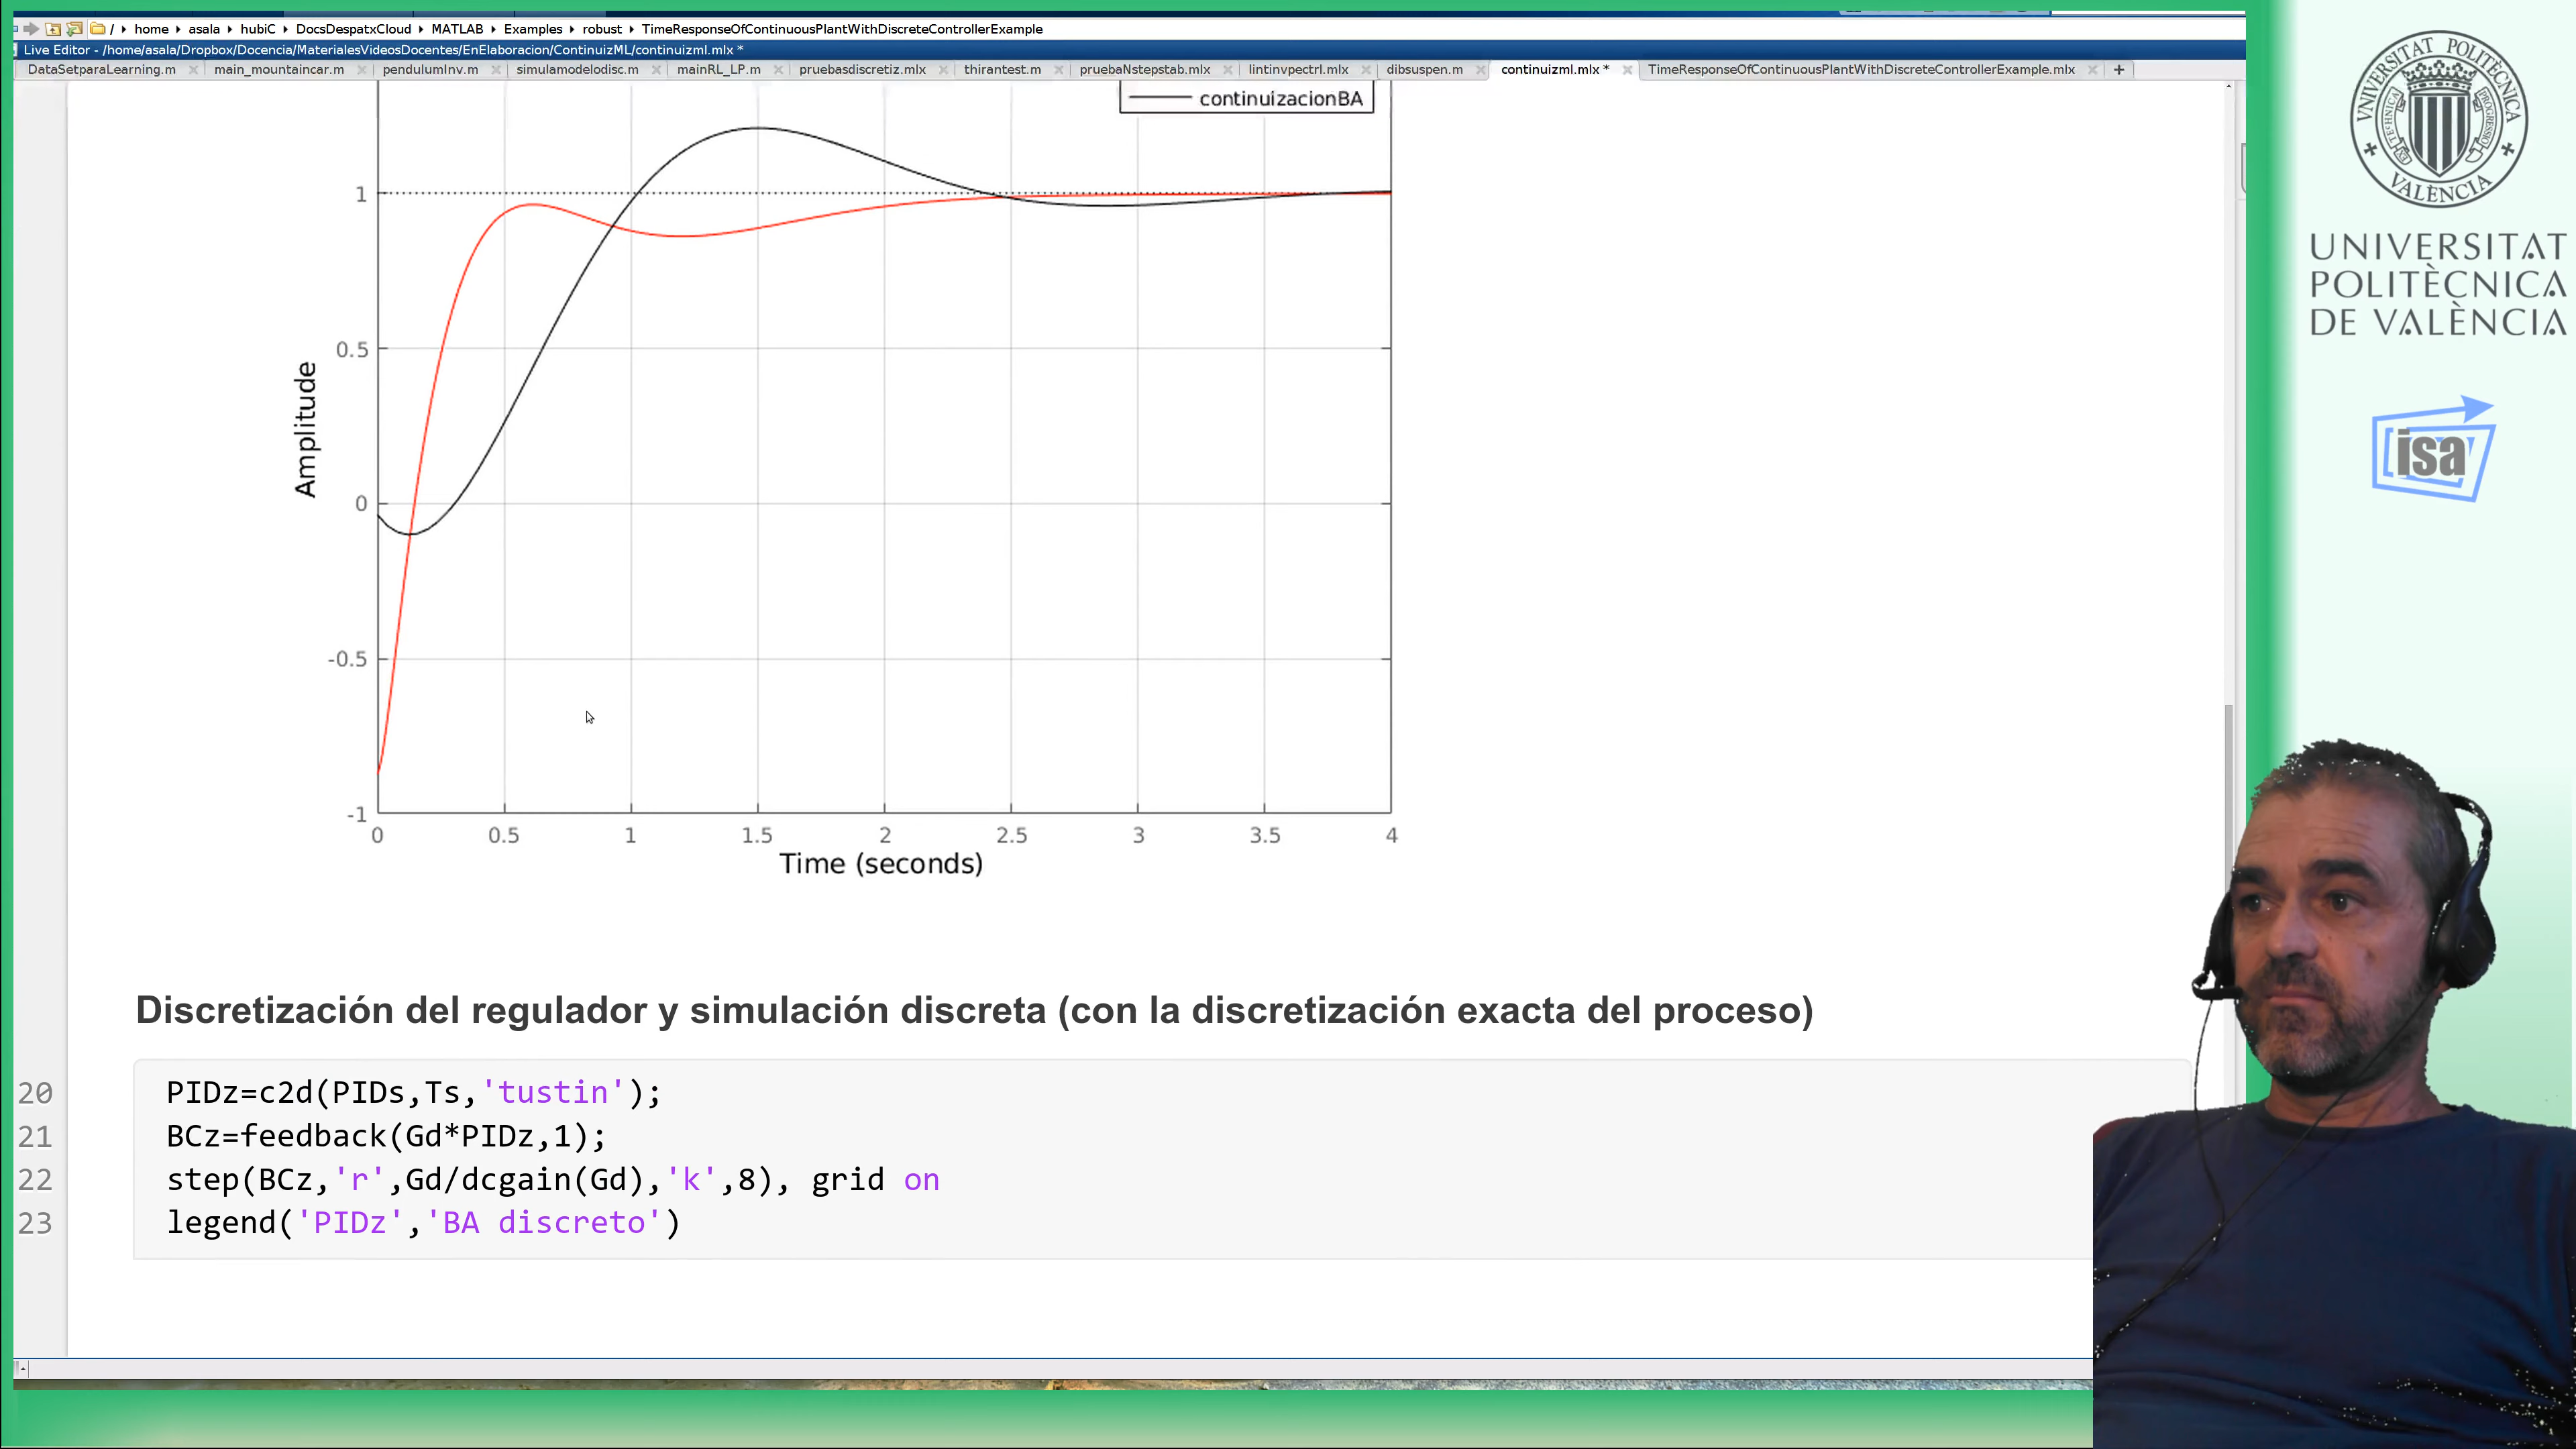 / ▸ home ▸ asala ▸ hubiC ▸ DocsDespatxCloud ▸ MATLAB ▸ Examples ▸ robust ▸ TimeResponseOfContinuousPlantWithDiscreteControllerExample
Live Editor - /home/asala/Dropbox/Docencia/MaterialesVideosDocentes/EnElaboracion/ContinuizML/continuizml.mlx *
DataSetparaLearning.m main_mountaincar.m pendulumInv.m simulamodelodisc.m mainRL_LP.m pruebasdiscretiz.mlx thirantest.m pruebaNstepstab.mlx lintinvpectrl.mlx dibsuspen.m continuizml.mlx * TimeResponseOfContinuousPlantWithDiscreteControllerExample.mlx +
continuizacionBA
1
0.5
0
-0.5
-1
Amplitude
0 0.5 1 1.5 2 2.5 3 3.5 4
Time (seconds)
Discretización del regulador y simulación discreta (con la discretización exacta del proceso)
20 PIDz=c2d(PIDs,Ts,'tustin');
21 BCz=feedback(Gd*PIDz,1);
22 step(BCz,'r',Gd/dcgain(Gd),'k',8), grid on
23 legend('PIDz','BA discreto')
UNIVERSITAT POLITÈCNICA
VALÈNCIA
UNIVERSITAT
POLITÈCNICA
DE VALÈNCIA
isa